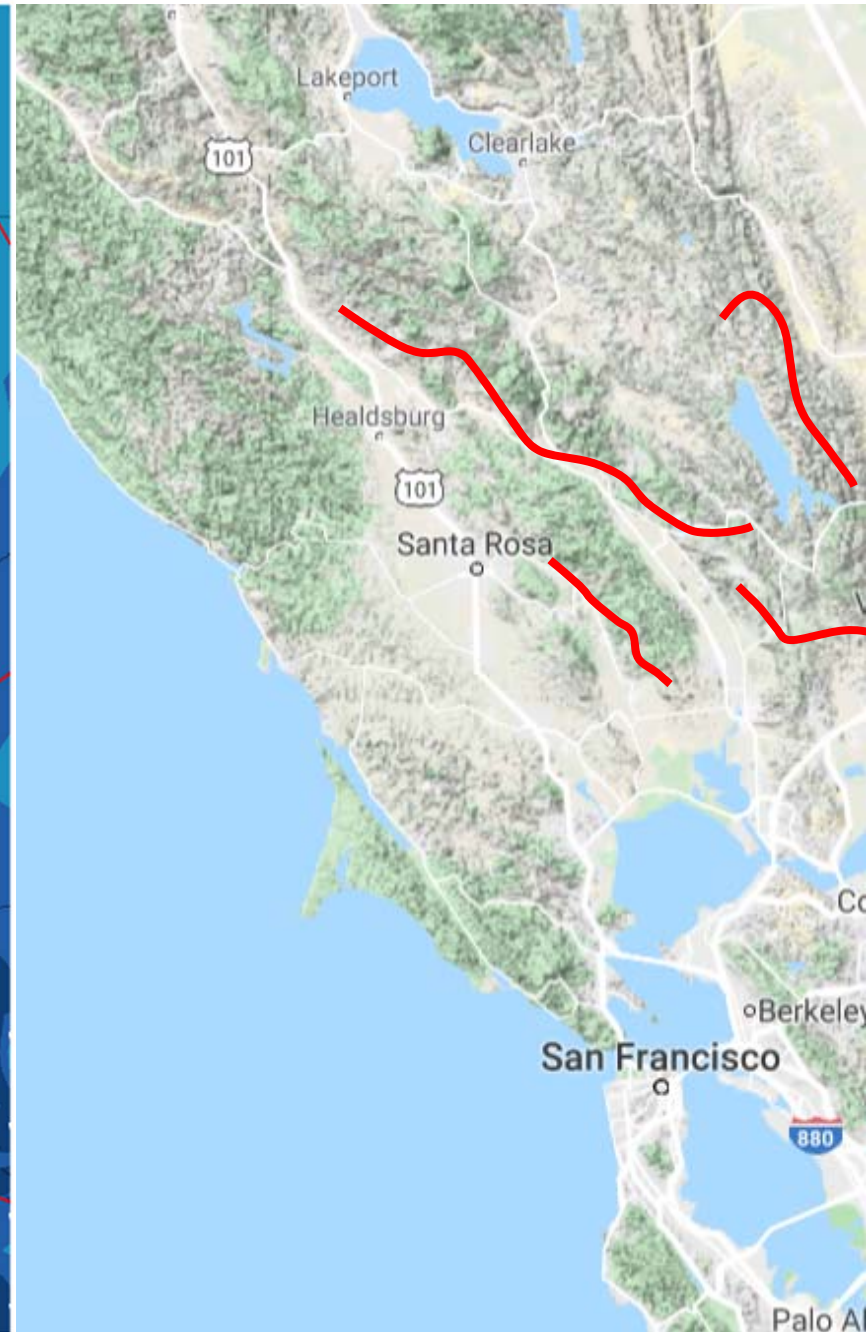 Lakeport
Clearlake
101
Healdsburg
101
Santa Rosa
Co
Berkeley
San Francisco
880
Palo Al